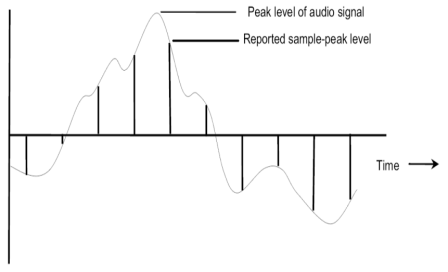 Peak level of audio signal
Reported sample-peak level
Time